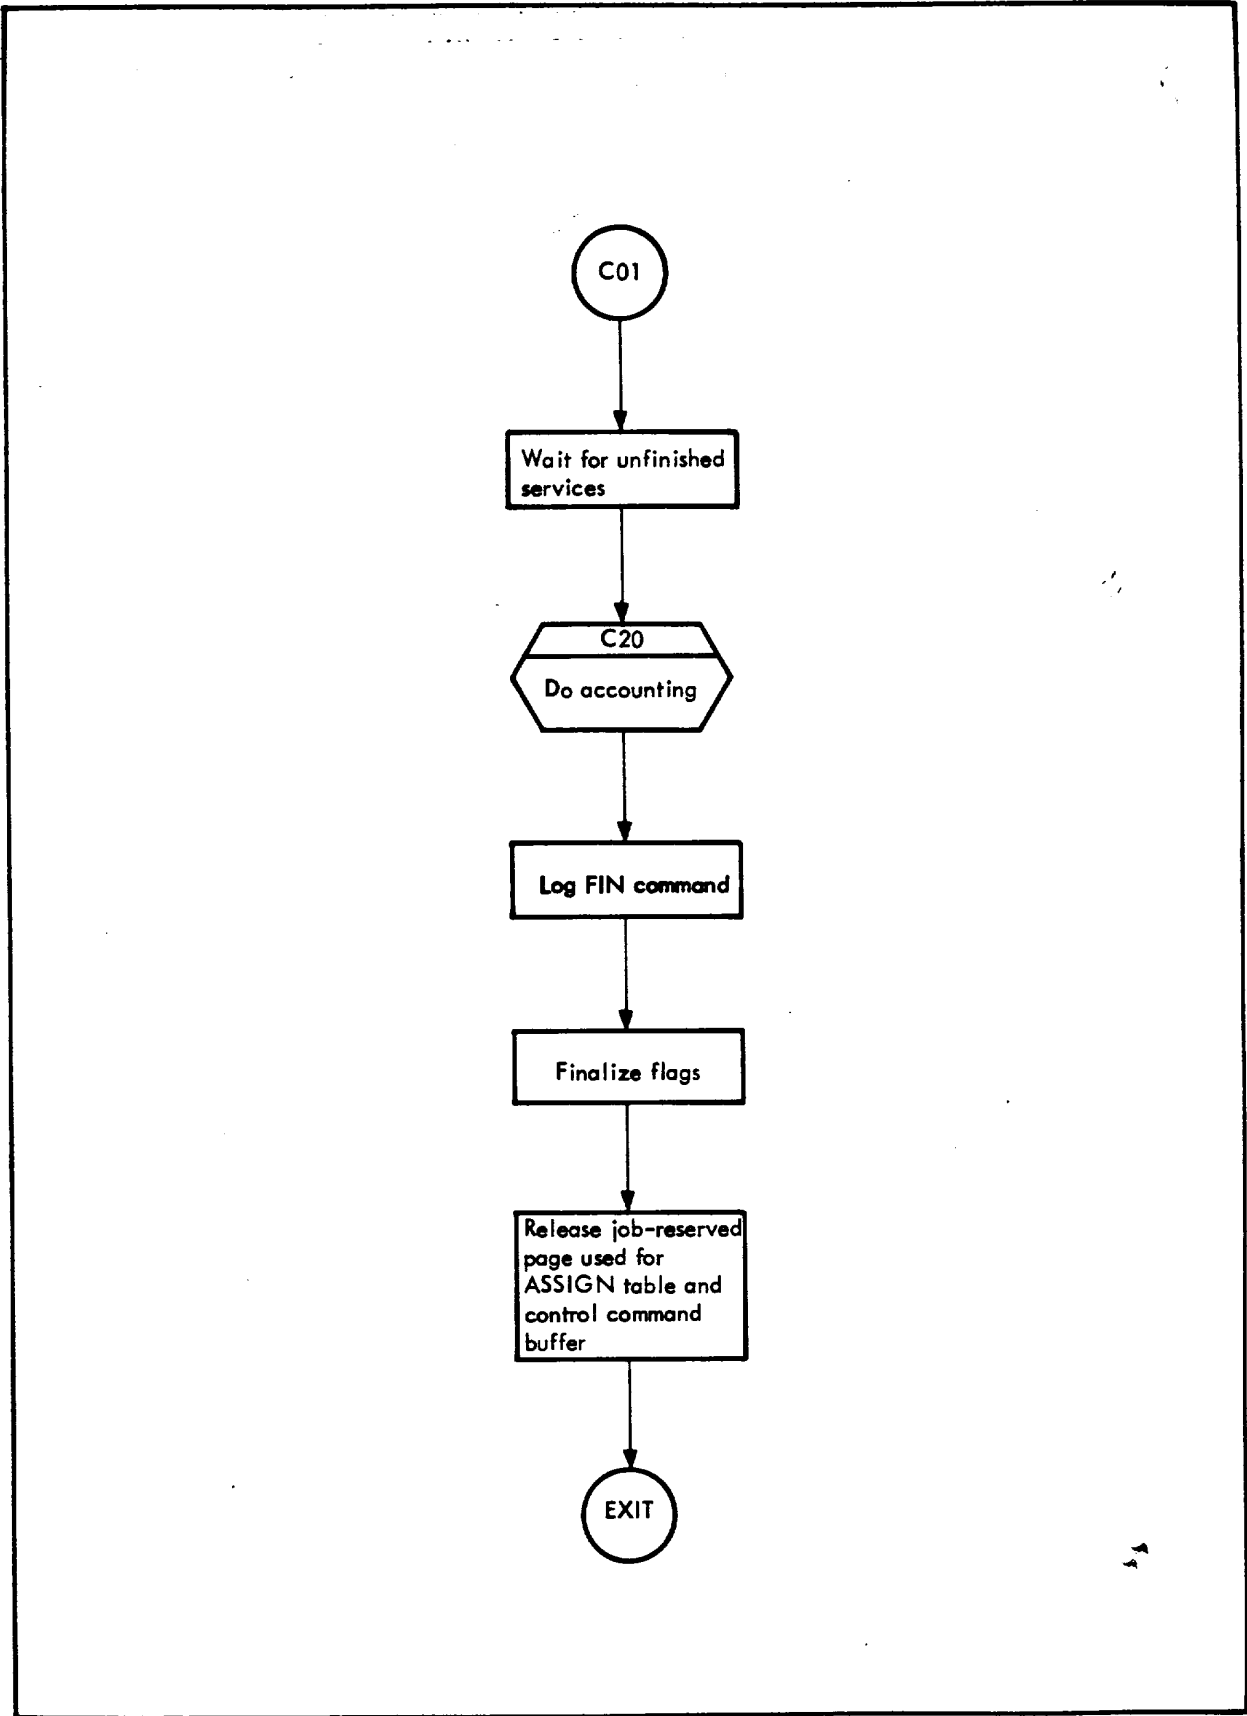 C01
Wait for unfinished
services
C20
Do accounting
Log FIN command
Finalize flags
Release job-reserved
page used for
ASSIGN table and
control command
buffer
EXIT